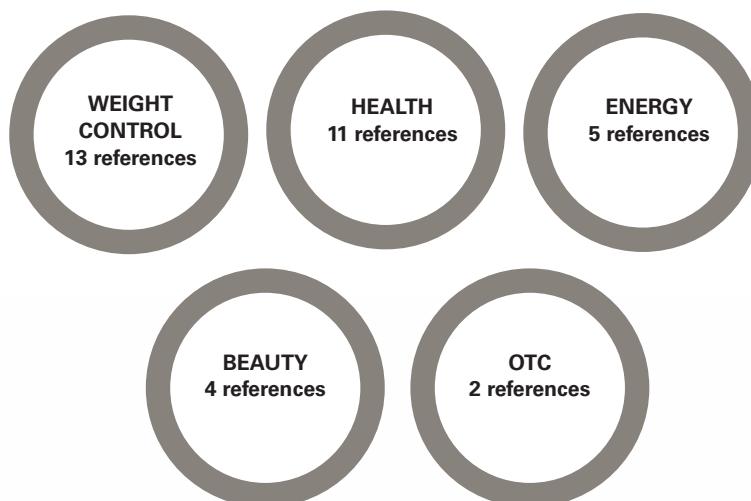 WEIGHT
CONTROL
13 references
HEALTH
11 references
ENERGY
5 references
BEAUTY
4 references
OTC
2 references